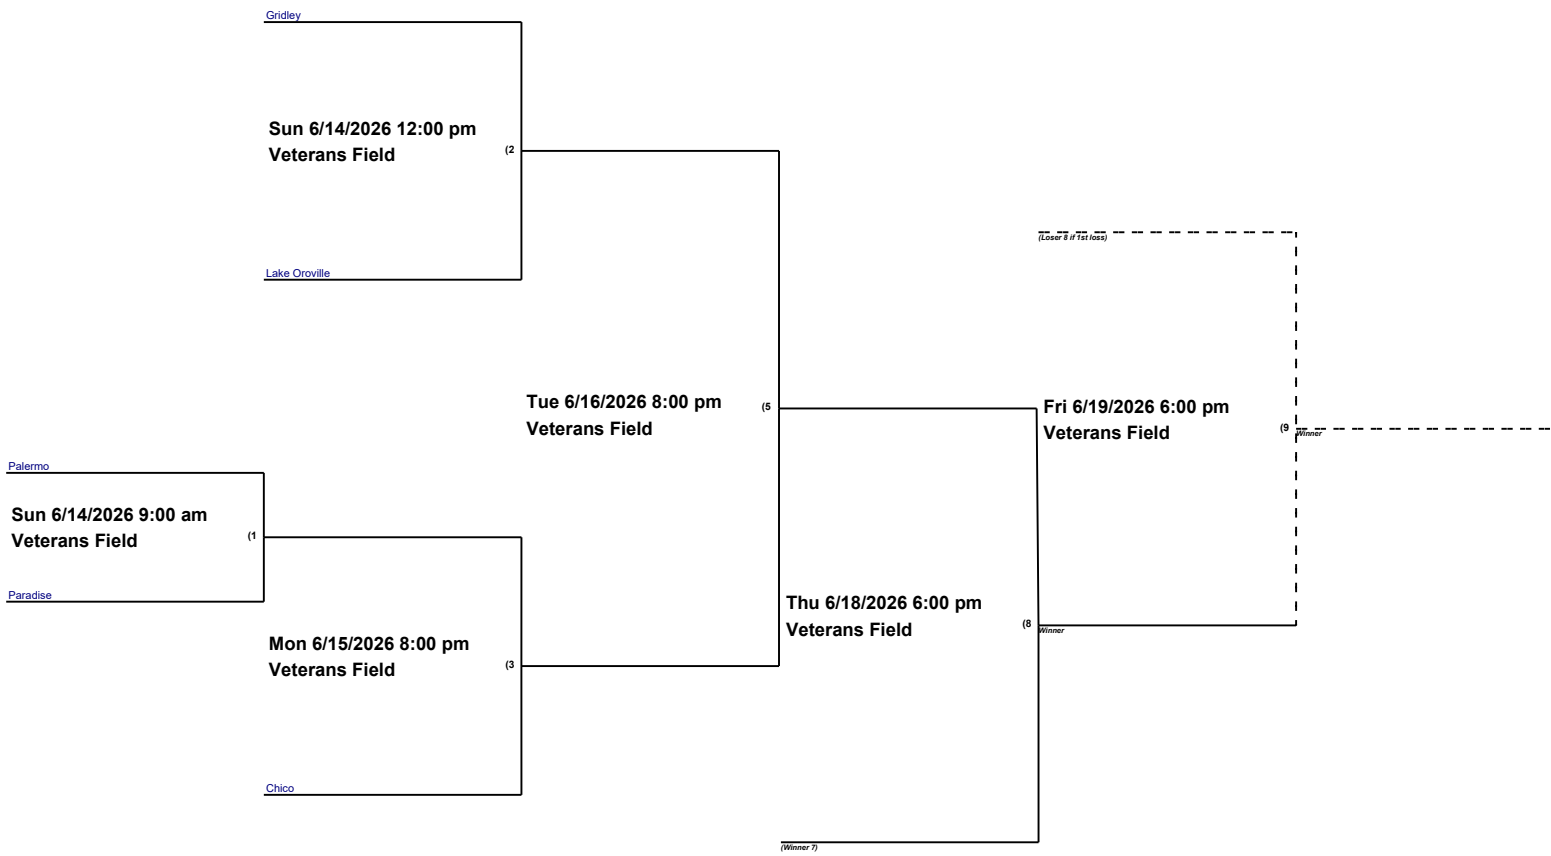 Gridley
Sun 6/14/2026 12:00 pm
Veterans Field
(2
Lake Oroville
(Loser 8 if 1st loss)
Tue 6/16/2026 8:00 pm
Veterans Field
(5
Fri 6/19/2026 6:00 pm
Veterans Field
(9
Winner
Palermo
Sun 6/14/2026 9:00 am
Veterans Field
(1
Paradise
Mon 6/15/2026 8:00 pm
Veterans Field
(3
Thu 6/18/2026 6:00 pm
Veterans Field
(8
Winner
Chico
(Winner 7)